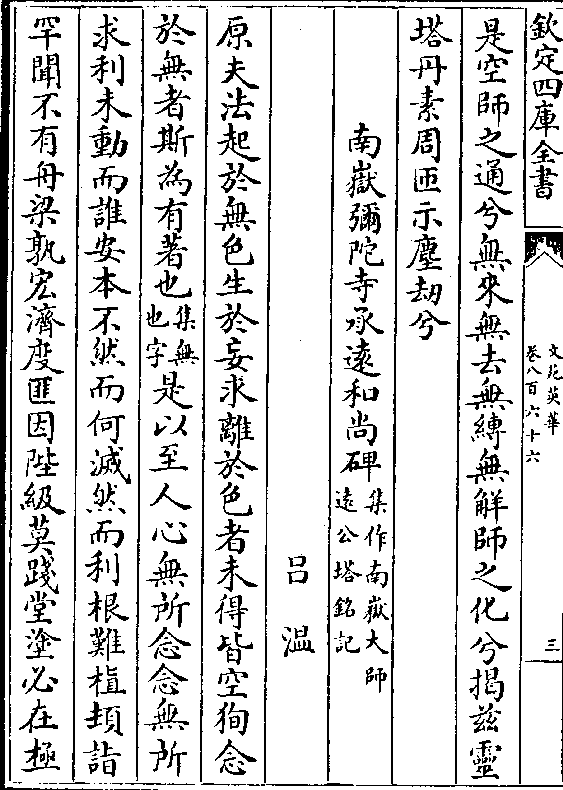 欽定四庫全書
文苑英華
卷八百六十六
三
是空師之通兮無來無去無縛無解師之化兮揭兹靈
塔丹素周匝示塵劫兮
南嶽彌陀寺承逺和尚碑集作南嶽大師逺公塔銘記
吕溫
原夫法起於無色生於妄求離於色者未得皆空徇念
於無者斯為有著也集無也字是以至人心無所念念無所
求利未動而誰安本不然而何滅然而利根難植頓詣
罕聞不有舟梁孰宏濟度匪因陛級莫踐堂塗必在極